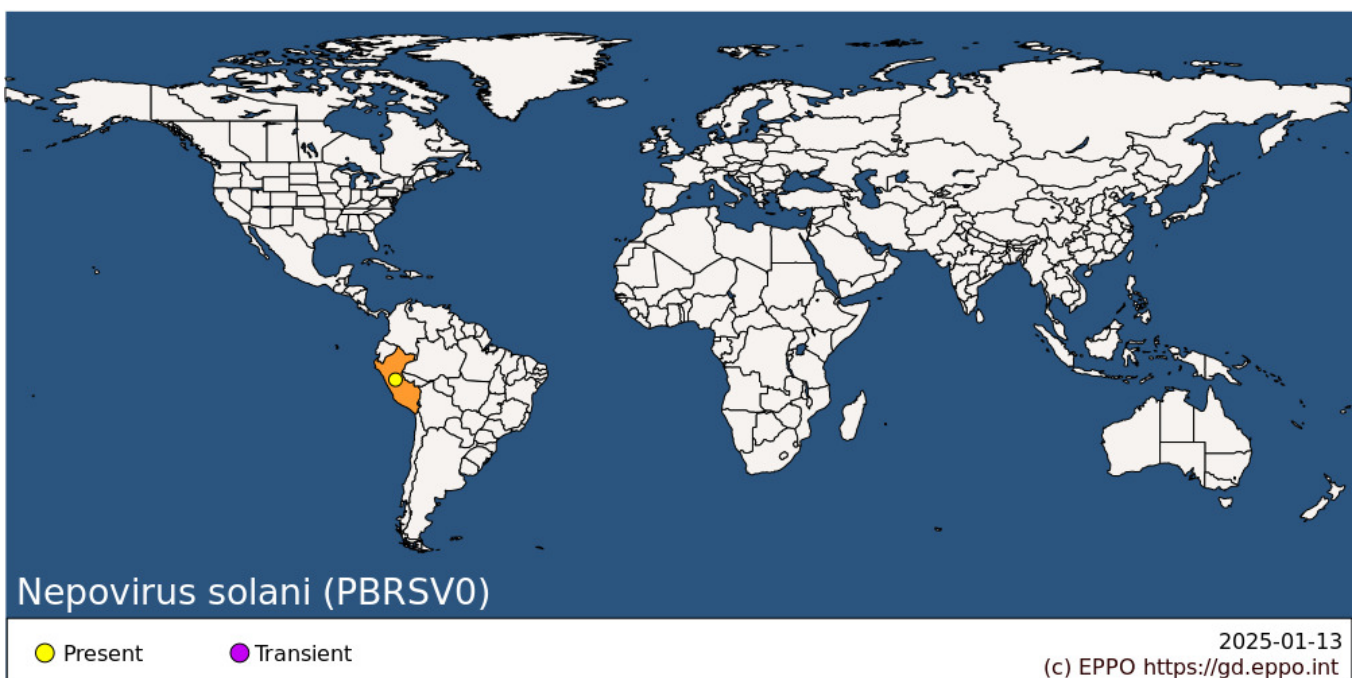 Nepovirus solani (PBRSV0)
Present
Transient
2025-01-13
(c) EPPO https://gd.eppo.int